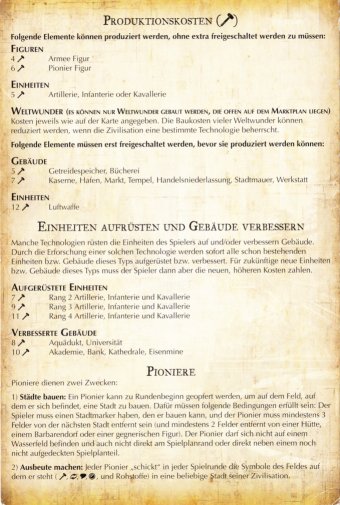 PRODUKTIONSKOSTEN ( )
Folgende Elemente können produziert werden, ohne extra freigeschaltet werden zu müssen:
FIGUREN
4 Armee Figur
6 Pionier Figur
EINHEITEN
5 Artillerie, Infanterie oder Kavallerie
WELTWUNDER (ES KÖNNEN NUR WELTWUNDER GEBAUT WERDEN, DIE OFFEN AUF DEM MARKTPLAN LIEGEN)
Kosten jeweils wie auf der Karte angegeben. Die Baukosten vieler Weltwunder können
reduziert werden, wenn die Zivilisation eine bestimmte Technologie beherrscht.
Folgende Elemente müssen erst freigeschaltet werden, bevor sie produziert werden können:
GEBÄUDE
5 Getreidespeicher, Bücherei
7 Kaserne, Hafen, Markt, Tempel, Handelsniederlassung, Stadtmauer, Werkstatt
EINHEITEN
12 Luftwaffe
EINHEITEN AUFRÜSTEN UND GEBÄUDE VERBESSERN
Manche Technologien rüsten die Einheiten des Spielers auf und/oder verbessern Gebäude.
Durch die Erforschung einer solchen Technologie werden sofort alle schon bestehenden
Einheiten bzw. Gebäude dieses Typs aufgerüstet bzw. verbessert. Für zukünftige neue Einheiten
bzw. Gebäude dieses Typs muss der Spieler dann aber die neuen, höheren Kosten zahlen.
AUFGERÜSTETE EINHEITEN
7 Rang 2 Artillerie, Infanterie und Kavallerie
9 Rang 3 Artillerie, Infanterie und Kavallerie
11 Rang 4 Artillerie, Infanterie und Kavallerie
VERBESSERTE GEBÄUDE
8 Aquädukt, Universität
10 Akademie, Bank, Kathedrale, Eisenmine
PIONIERE
Pioniere dienen zwei Zwecken:
1) Städte bauen: Ein Pionier kann zu Rundenbeginn geopfert werden, um auf dem Feld, auf
dem er sich befindet, eine Stadt zu bauen. Dafür müssen folgende Bedingungen erfüllt sein: Der
Spieler muss einen Stadtmarker haben, den er bauen kann, und der Pionier muss mindestens 3
Felder von der nächsten Stadt entfernt sein (und mindestens 2 Felder entfernt von einer Hütte,
einem Barbarendorf oder einer gegnerischen Figur). Der Pionier darf sich nicht auf einem
Wasserfeld befinden und auch nicht direkt am Spielplanrand oder direkt neben einem noch
nicht aufgedeckten Spielplanteil.
2) Ausbeute machen: Jeder Pionier „schickt" in jeder Spielrunde die Symbole des Feldes auf
dem er steht ( , , , , und Rohstoffe) in eine beliebige Stadt seiner Zivilisation.